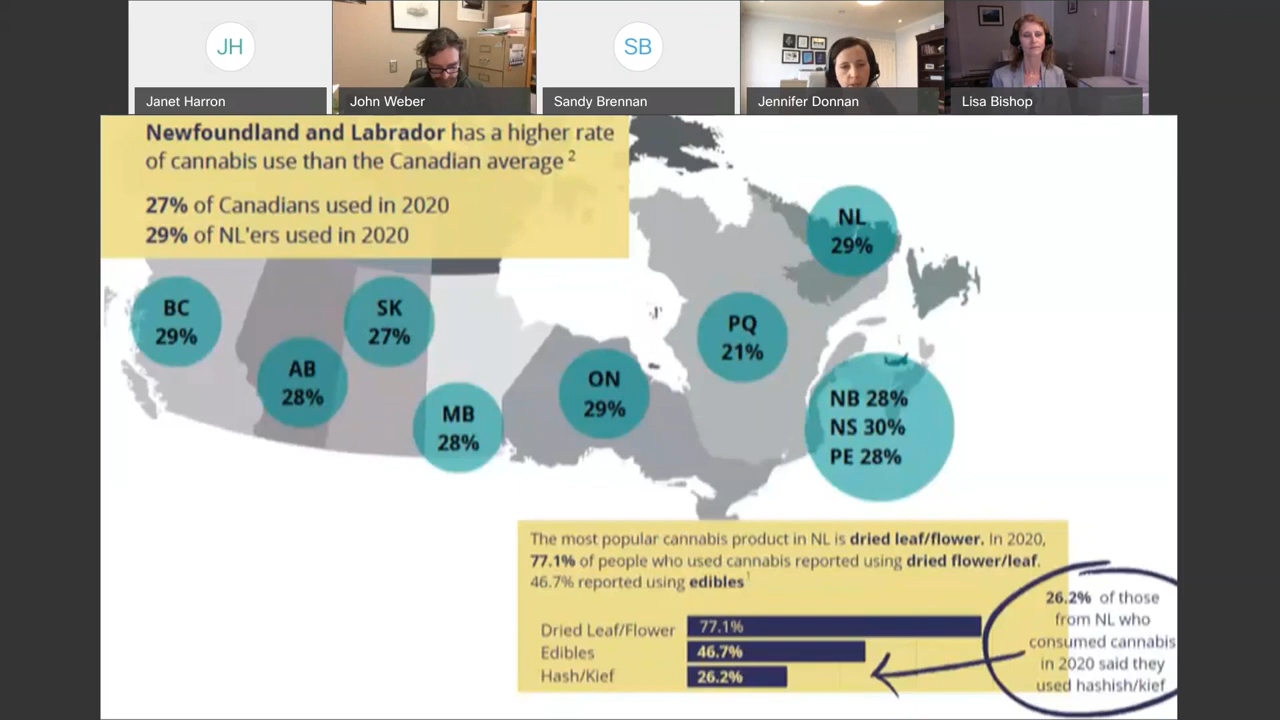 JH
SB
Janet Harron
John Weber
Sandy Brennan
Jennifer Donnan
Lisa Bishop
Newfoundland and Labrador has a higher rate
of cannabis use than the Canadian average 2
27% of Canadians used in 2020
29% of NL'ers used in 2020
NL
29%
BC
29%
SK
27%
PQ
21%
AB
28%
ON
29%
MB
28%
NB 28%
NS 30%
PE 28%
The most popular cannabis product in NL is dried leaf/flower. In 2020,
77.1% of people who used cannabis reported using dried flower/leaf.
46.7% reported using edibles 1
Dried Leaf/Flower 77.1%
Edibles 46.7%
Hash/Kief 26.2%
26.2% of those
from NL who
consumed cannabis
in 2020 said they
used hashish/kief